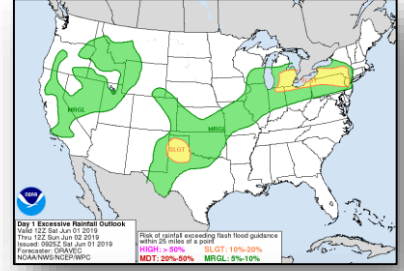 MRGL
MRGL
SLGT
NOAA
Day 1 Excessive Rainfall Outlook
Valid 12Z Sat Jun 01 2019
Thru 12Z Sun Jun 02 2019
Issued: 0925Z Sat Jun 01 2019
Forecaster: ORAVEC
NOAA/NWS/NCEP/WPC
Risk of rainfall exceeding flash flood guidance
within 25 miles of a point
HIGH: > 50% SLGT: 10%-20%
MDT: 20%-50% MRGL: 5%-10%